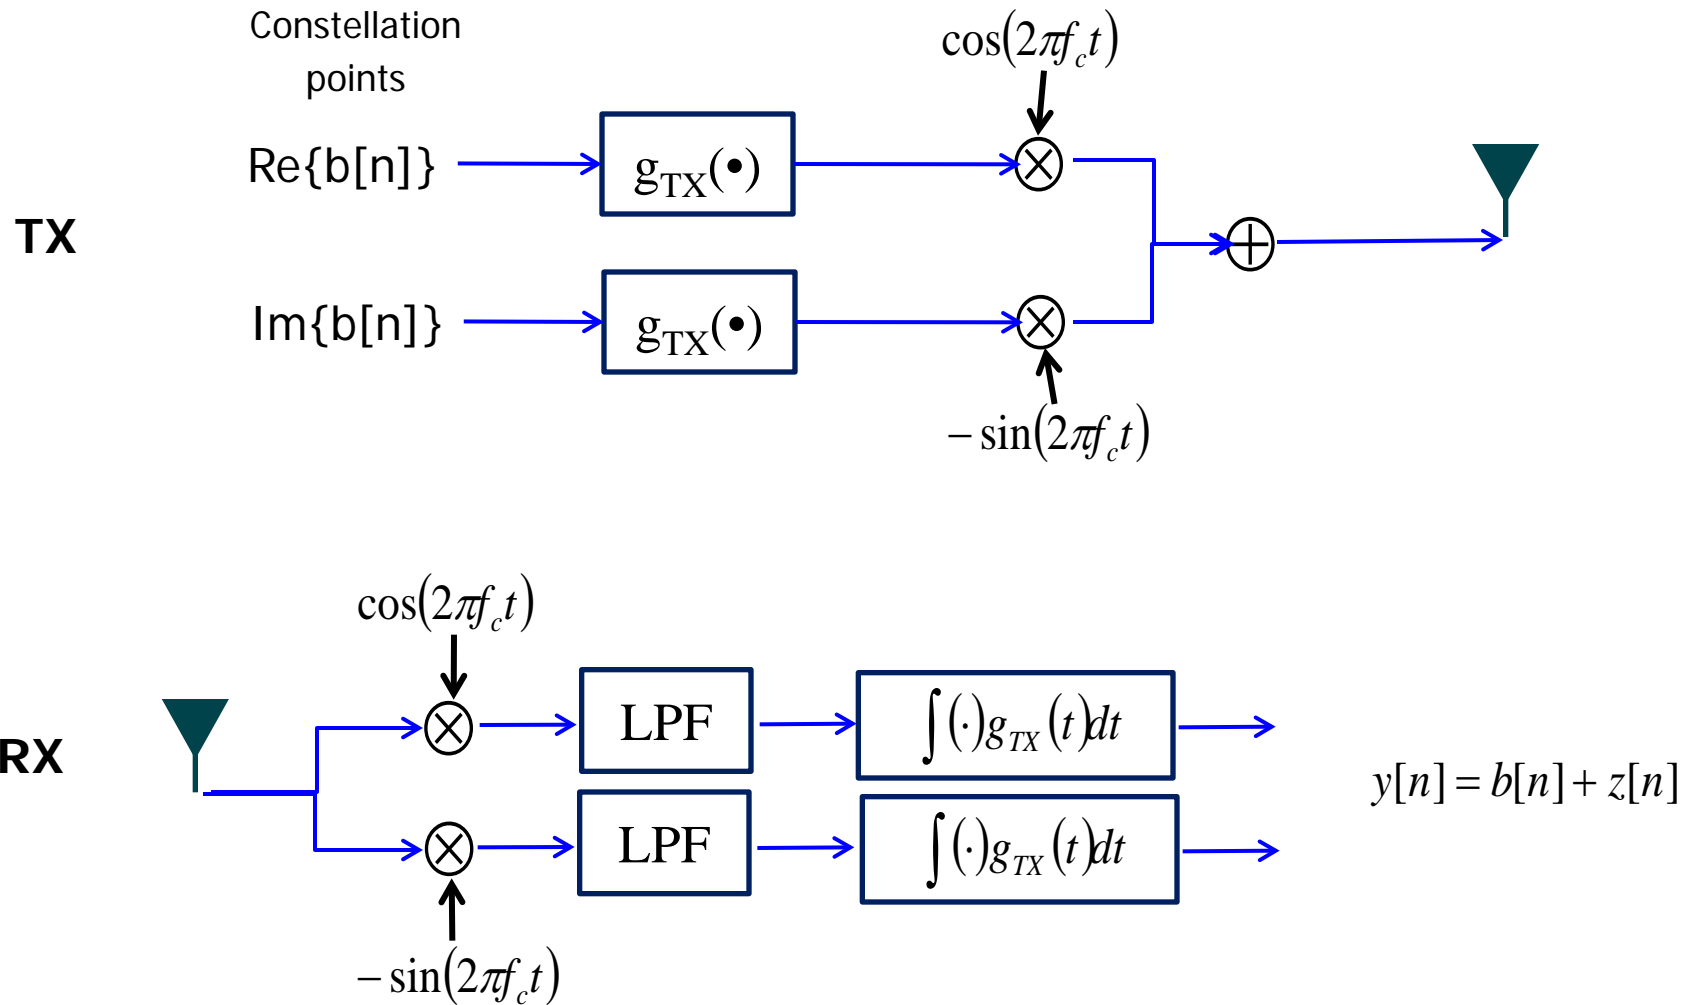 Constellation
points
cos(2πf_c t)
Re{b[n]}
g_TX(•)
TX
Im{b[n]}
g_TX(•)
− sin(2πf_c t)
cos(2πf_c t)
RX
LPF
∫(·)g_TX(t)dt
y[n] = b[n] + z[n]
LPF
∫(·)g_TX(t)dt
− sin(2πf_c t)